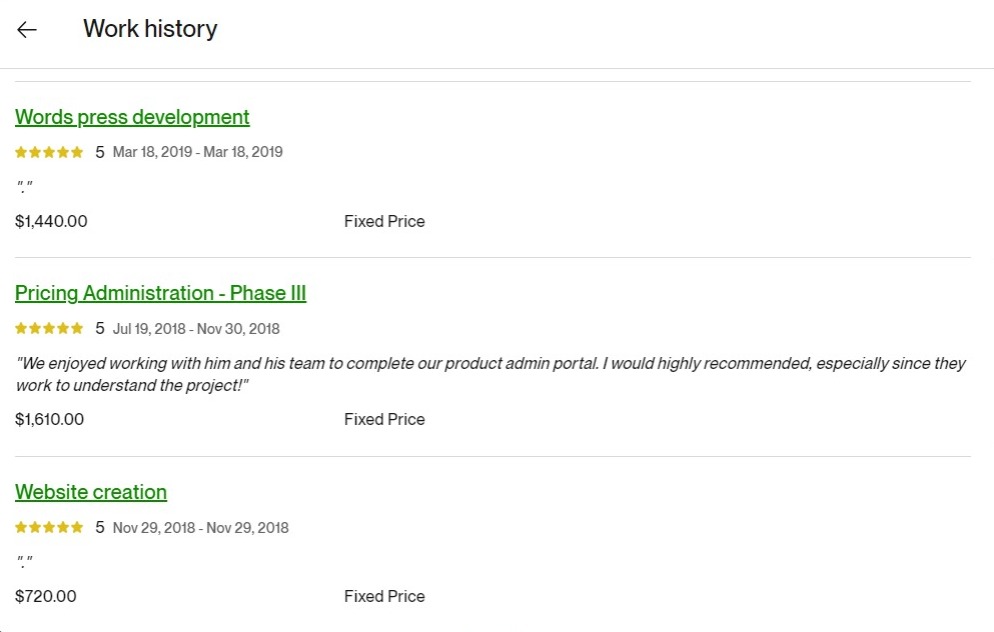 Work history
Words press development
5 Mar 18, 2019 - Mar 18, 2019
"."
$1,440.00 Fixed Price
Pricing Administration - Phase III
5 Jul 19, 2018 - Nov 30, 2018
"We enjoyed working with him and his team to complete our product admin portal. I would highly recommended, especially since they
work to understand the project!"
$1,610.00 Fixed Price
Website creation
5 Nov 29, 2018 - Nov 29, 2018
"."
$720.00 Fixed Price